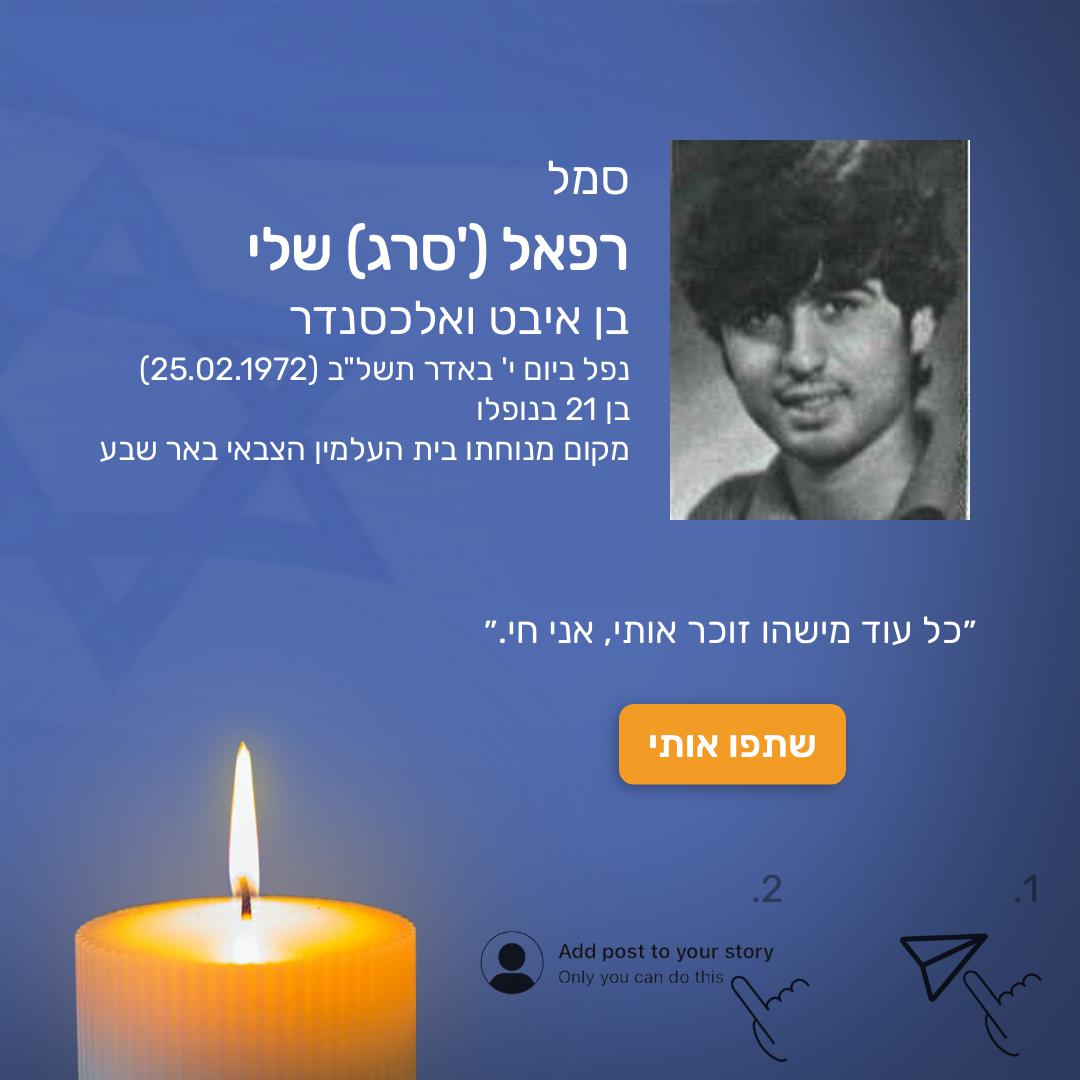 סמל
רפאל ('סרג) שלי
בן איבט ואלכסנדר
נפל ביום י' באדר תשל"ב (25.02.1972)
בן 21 בנופלו
מקום מנוחתו בית העלמין הצבאי באר שבע
״כל עוד מישהו זוכר אותי, אני חי.״
שתפו אותי
1.
2.
Add post to your story
Only you can do this